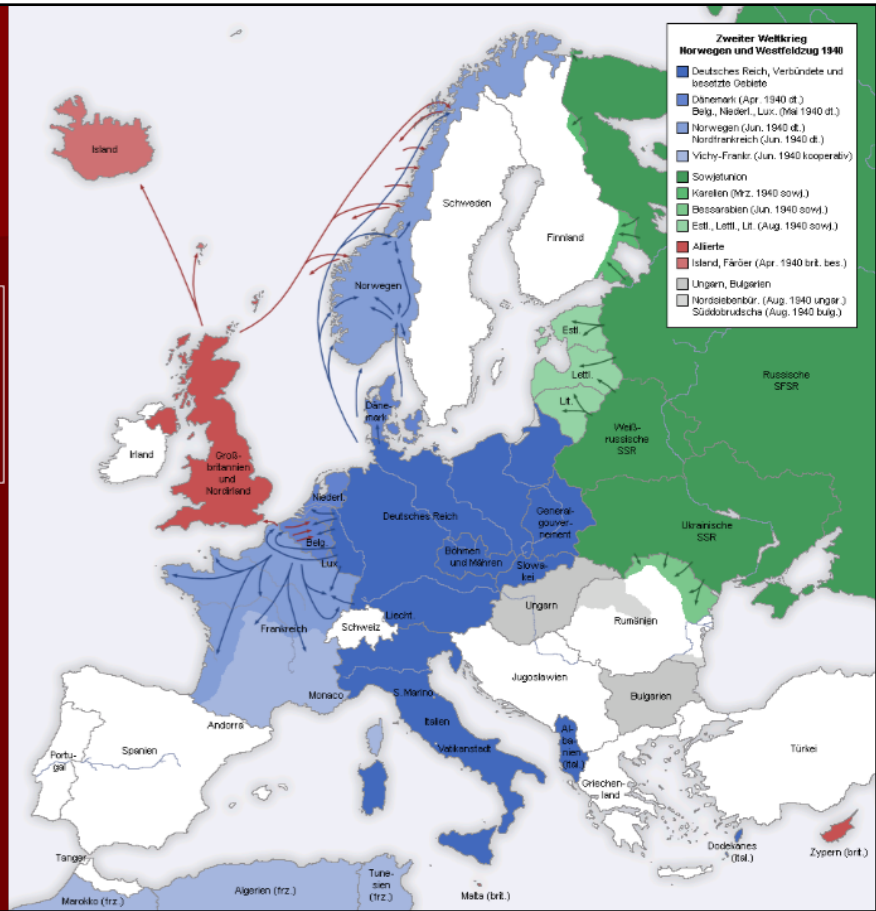 Zweiter Weltkrieg
Norwegen und Westfeldzug 1940
Deutsches Reich, Verbündete und
besetzte Gebiete
Dänemark (Apr. 1940 dt.)
Belg., Niederl., Lux. (Mai 1940 dt.)
Norwegen (Jun. 1940 dt.)
Nordfrankreich (Jun. 1940 dt.)
Vichy-Frankr. (Jun. 1940 kooperativ)
Sowjetunion
Karelien (Mrz. 1940 sowj.)
Bessarabien (Jun. 1940 sowj.)
Estl., Lettl., Lit. (Aug. 1940 sowj.)
Alliierte
Island, Färöer (Apr. 1940 brit. bes.)
Ungarn, Bulgarien
Nordsiebenbür. (Aug. 1940 ungar.)
Süddobrudscha (Aug. 1940 bulg.)
Island
Schweden
Finnland
Norwegen
Estl.
Lettl.
Lit.
Russische
SFSR
Däne-
mark
Weiß-
russische
SSR
Irland
Groß-
britannien
und
Nordirland
Niederl.
Belg.
Lux.
Deutsches Reich
General-
gouver-
nement
Böhmen
und Mähren
Slowa-
kei
Ukrainische
SSR
Liecht.
Schweiz
Frankreich
Ungarn
Rumänien
Monaco
S. Marino
Jugoslawien
Bulgarien
Andorra
Italien
Vatikanstadt
Al-
ba-
nien
(ital.)
Portu-
gal
Spanien
Griechen-
land
Türkei
Dodekanes
(ital.)
Zypern (brit.)
Tanger
Marokko (frz.)
Algerien (frz.)
Tune-
sien
(frz.)
Malta (brit.)